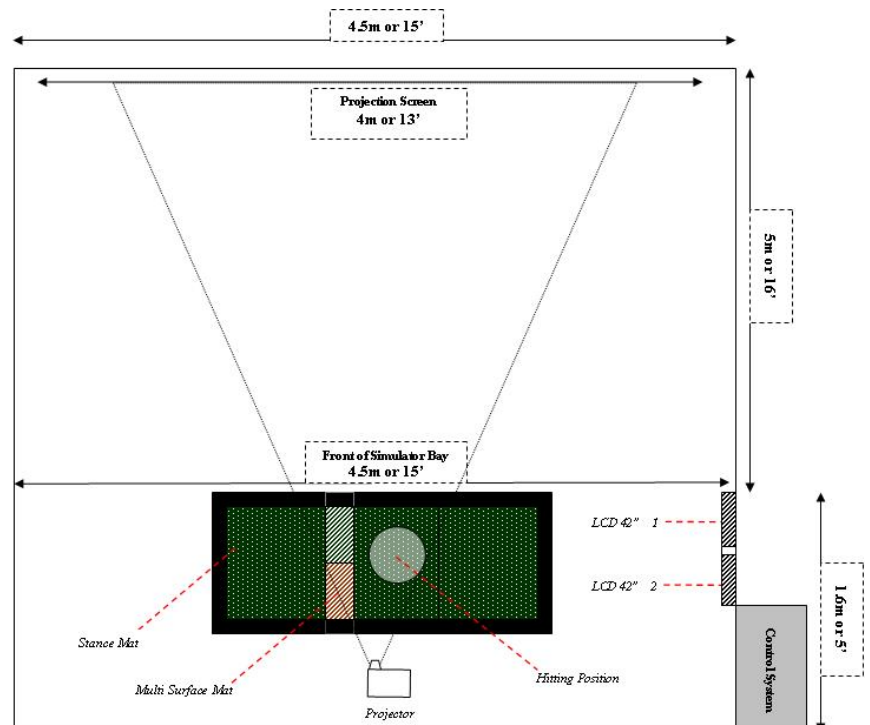 4.5m or 15’
Projection Screen
4m or 13’
5m or 16’
Front of Simulator Bay
4.5m or 15’
LCD 42” 1
LCD 42” 2
1.6m or 5’
Stance Mat
Control System
Multi Surface Mat
Hitting Position
Projector